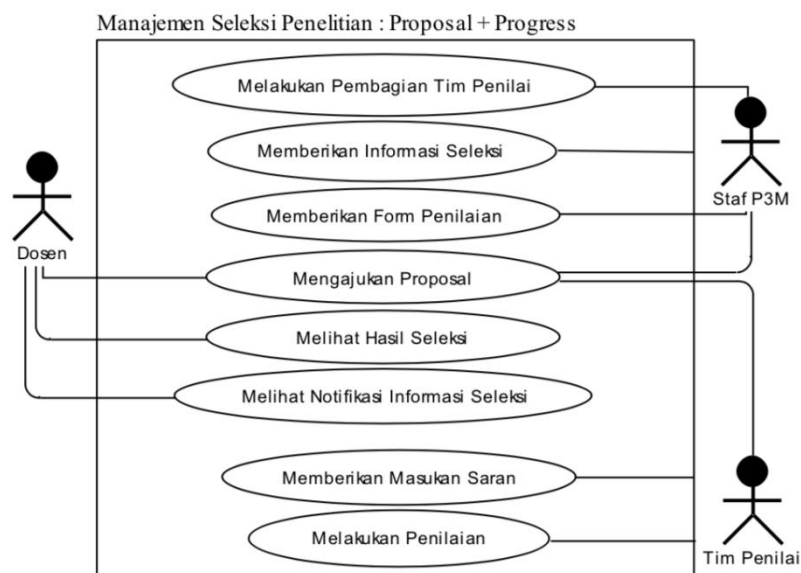 Manajemen Seleksi Penelitian : Proposal + Progress
Melakukan Pembagian Tim Penilai
Memberikan Informasi Seleksi
Staf P3M
Memberikan Form Penilaian
Dosen
Mengajukan Proposal
Melihat Hasil Seleksi
Melihat Notifikasi Informasi Seleksi
Memberikan Masukan Saran
Melakukan Penilaian
Tim Penilai